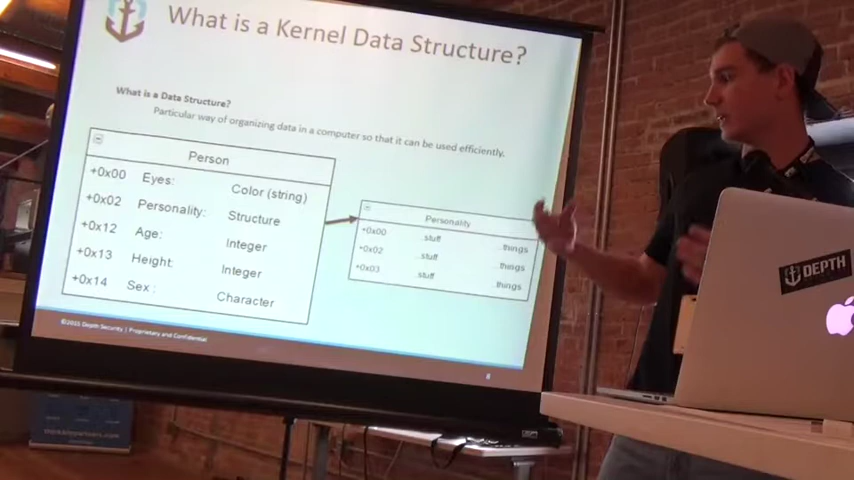 What is a Kernel Data Structure?
What is a Data Structure?
Particular way of organizing data in a computer so that it can be used efficiently.
Person
+0x00 Eyes: Color (string)
+0x02 Personality: Structure
+0x12 Age: Integer
+0x13 Height: Integer
+0x14 Sex: Character
Personality
+0x00 stuff ..things
+0x02 stuff ..things
+0x03 stuff things
©2015 Depth Security | Proprietary and Confidential
8
DEPTH